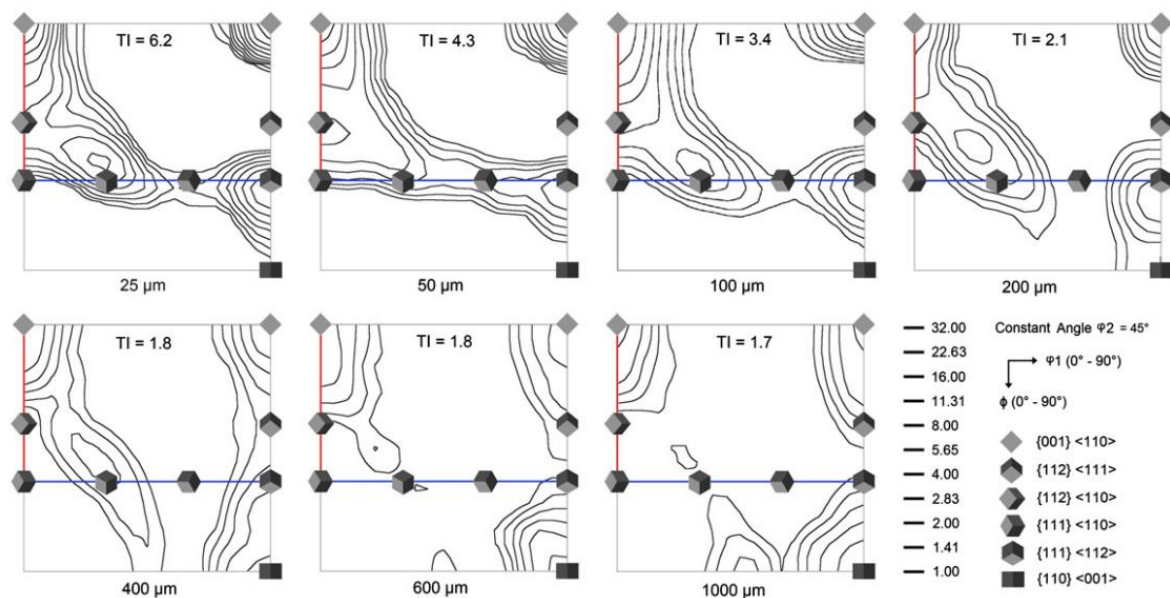 TI = 6.2
TI = 4.3
TI = 3.4
TI = 2.1
25 µm
50 µm
100 µm
200 µm
TI = 1.8
TI = 1.8
TI = 1.7
400 µm
600 µm
1000 µm
32.00
22.63
16.00
11.31
8.00
5.65
4.00
2.83
2.00
1.41
1.00
Constant Angle φ2 = 45°
φ1 (0° - 90°)
ϕ (0° - 90°)
{001} <110>
{112} <111>
{112} <110>
{111} <110>
{111} <112>
{110} <001>